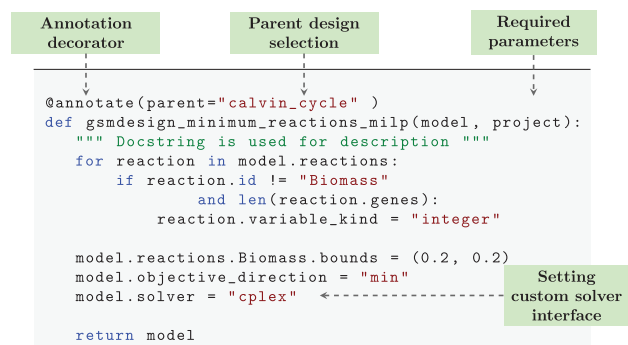 Annotation
decorator
Parent design
selection
Required
parameters
@annotate(parent="calvin_cycle" )
def gsmdesign_minimum_reactions_milp(model, project):
""" Docstring is used for description """
for reaction in model.reactions:
if reaction.id != "Biomass"
and len(reaction.genes):
reaction.variable_kind = "integer"
model.reactions.Biomass.bounds = (0.2, 0.2)
model.objective_direction = "min"
model.solver = "cplex"
Setting
custom solver
interface
return model